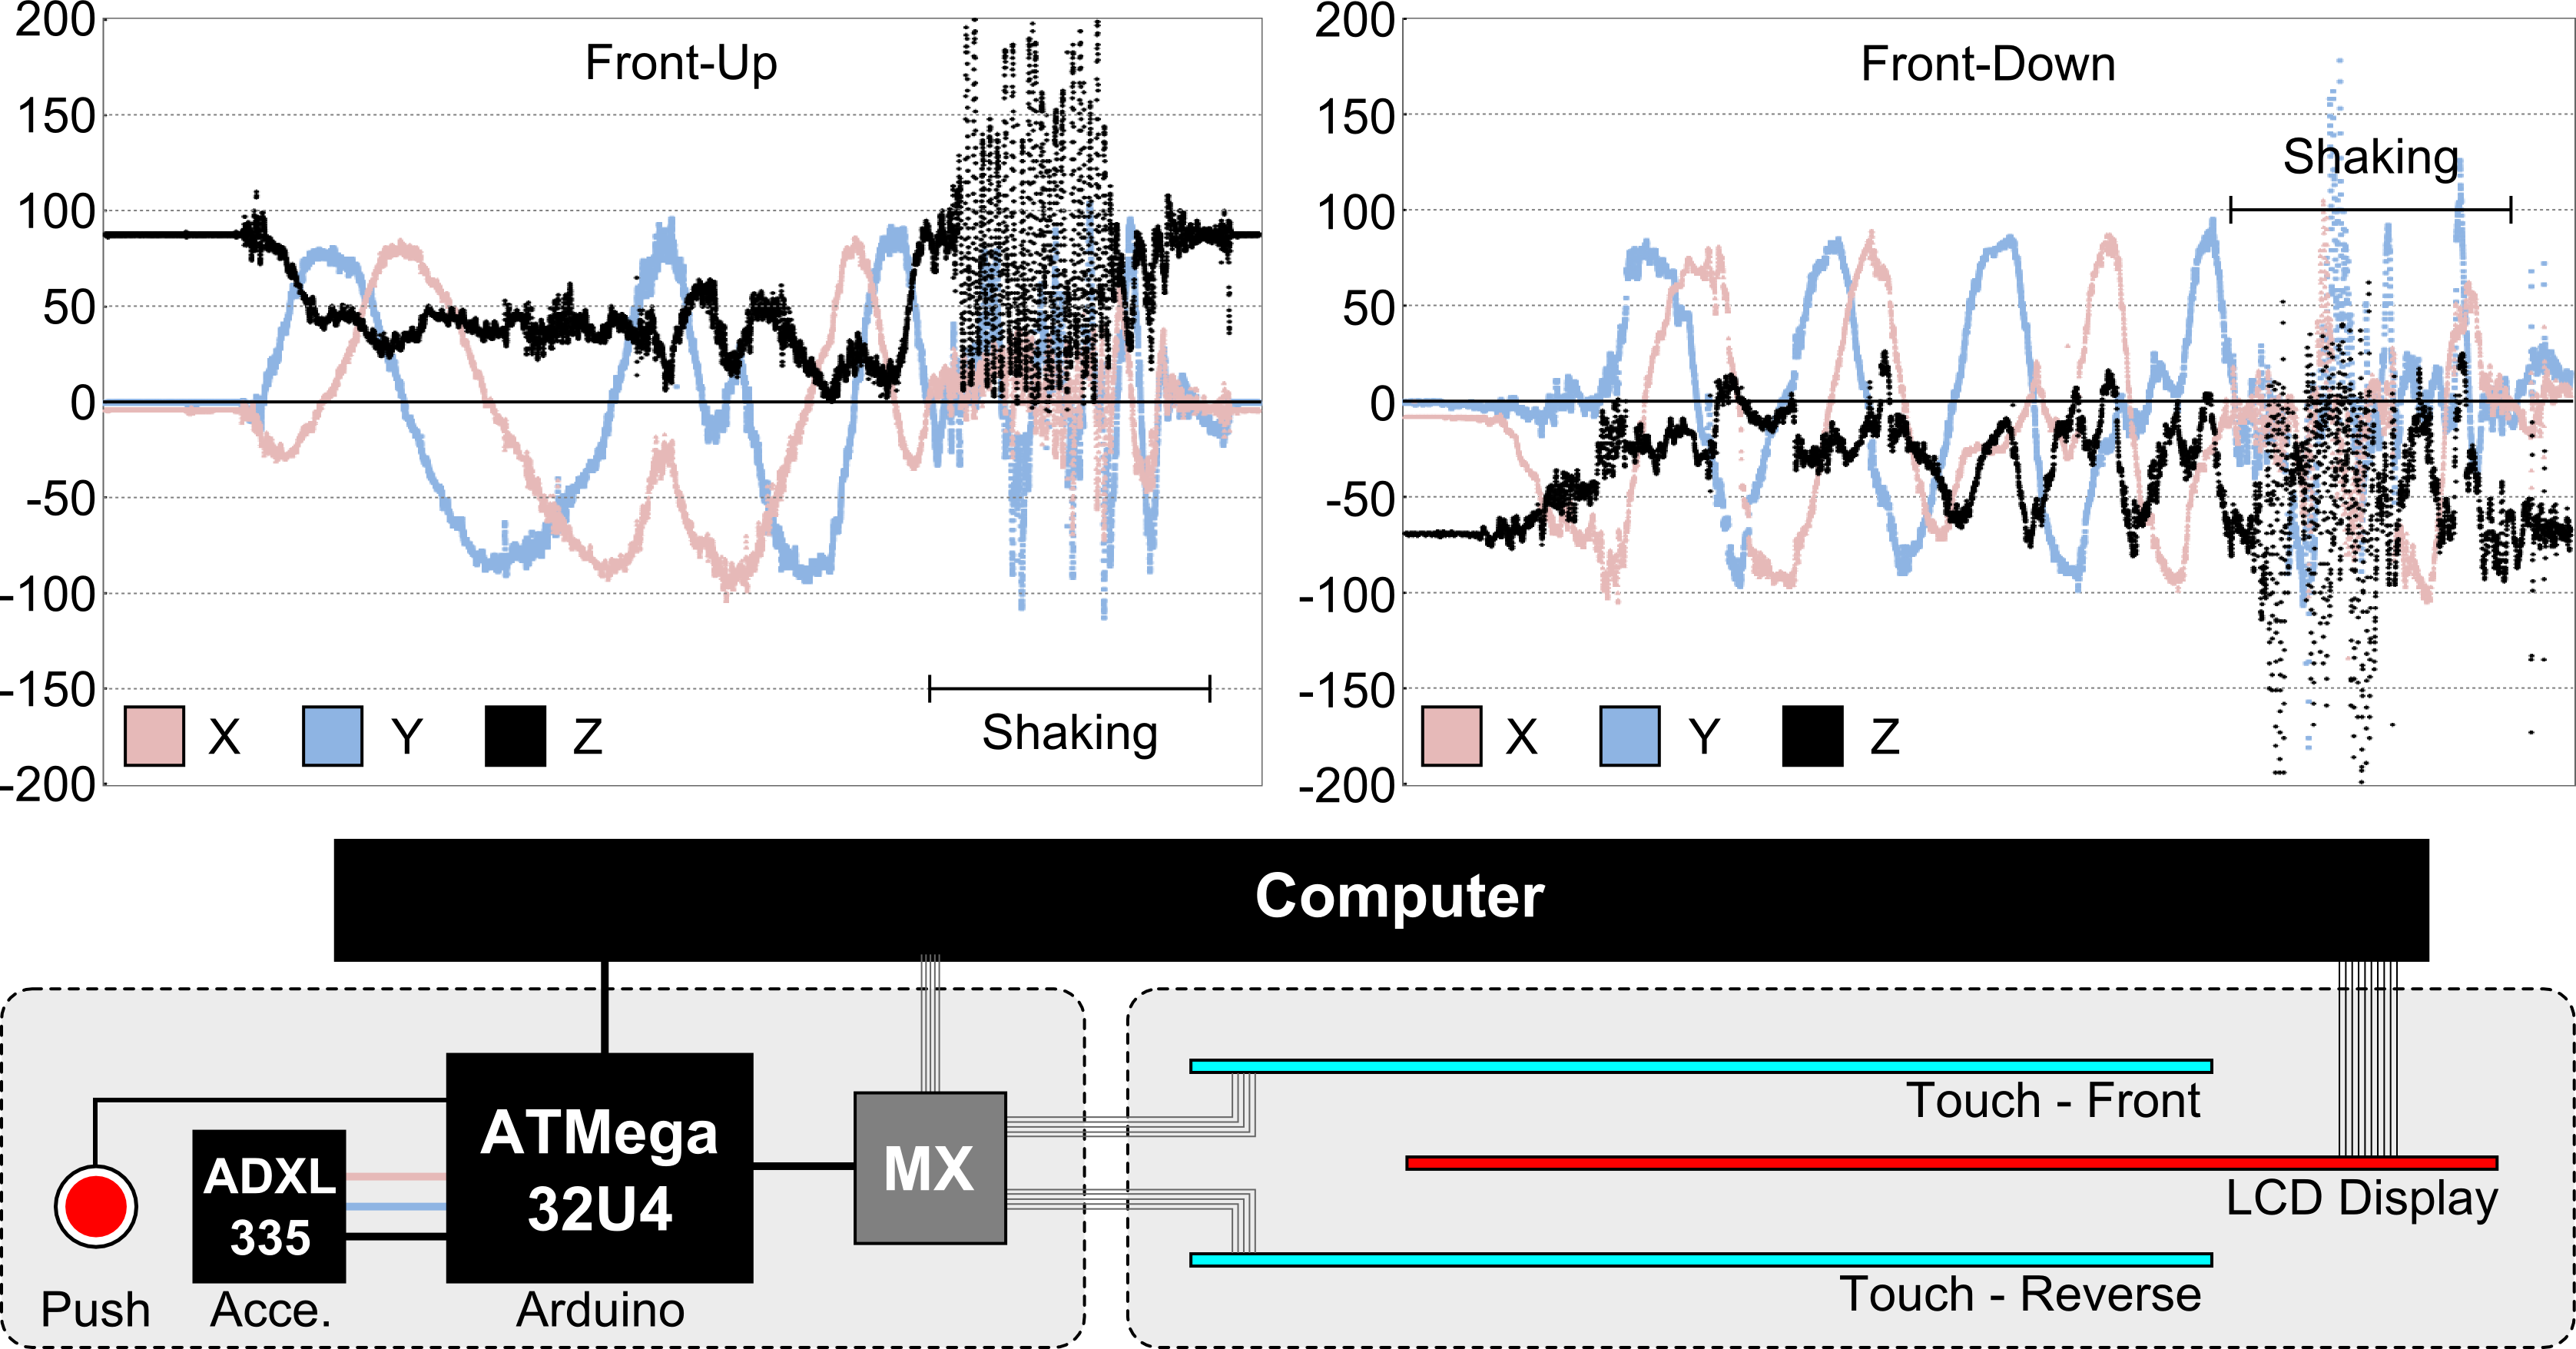 200
150
100
50
0
-50
-100
-150
-200
Front-Up
Shaking
X Y Z
200
150
100
50
0
-50
-100
-150
-200
Front-Down
Shaking
X Y Z
Computer
ATMega
32U4
ADXL
335
MX
Push
Acce.
Arduino
Touch - Front
LCD Display
Touch - Reverse